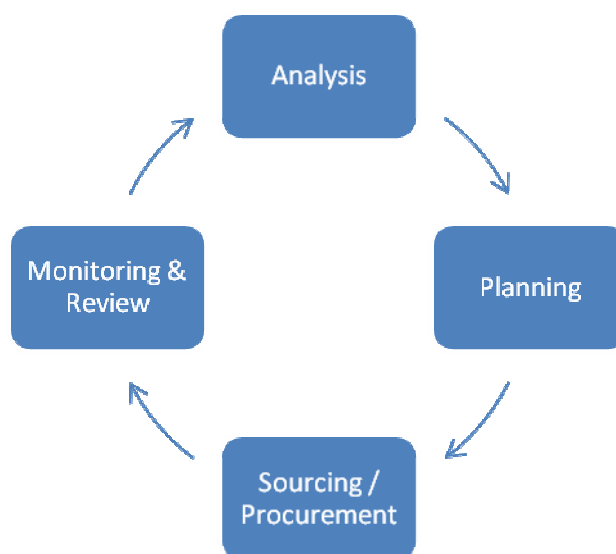 Analysis
Planning
Sourcing /
Procurement
Monitoring &
Review